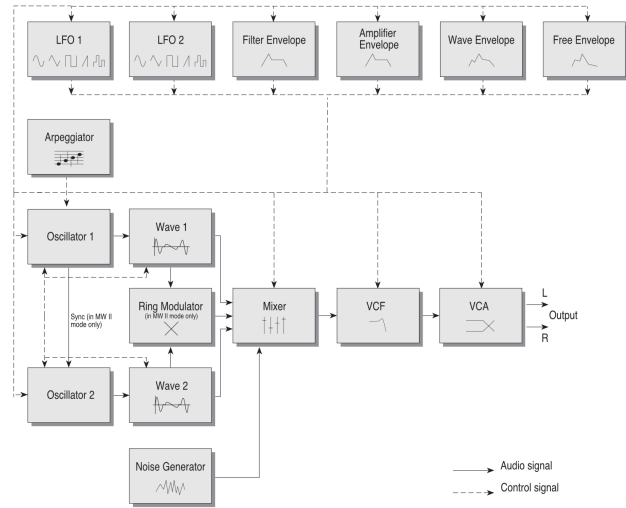 LFO 1
LFO 2
Filter Envelope
Amplifier
Envelope
Wave Envelope
Free Envelope
Arpeggiator
Oscillator 1
Wave 1
Sync (in MW II
mode only)
Ring Modulator
(in MW II mode only)
Mixer
VCF
VCA
L
Output
R
Oscillator 2
Wave 2
Noise Generator
Audio signal
Control signal